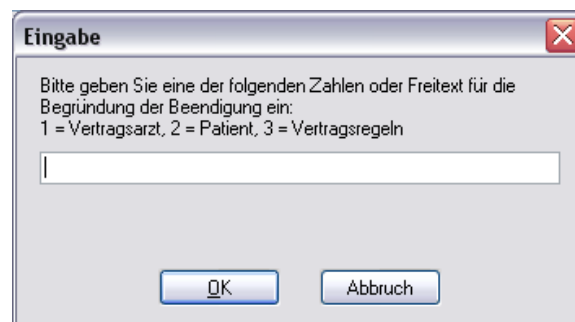 Eingabe
Bitte geben Sie eine der folgenden Zahlen oder Freitext für die
Begründung der Beendigung ein:
1 = Vertragsarzt, 2 = Patient, 3 = Vertragsregeln
OK
Abbruch